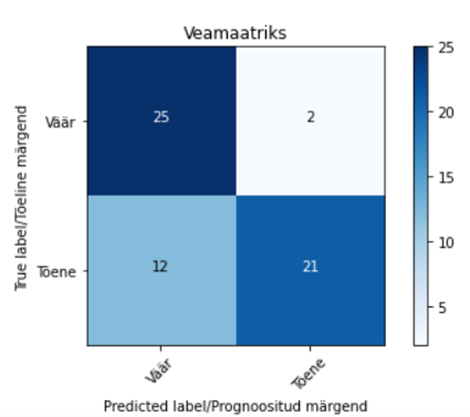 Veamaatriks
True label/Tõeline märgend
Väär
Tõene
25
2
12
21
Väär
Tõene
Predicted label/Prognoositud märgend
25
20
15
10
5